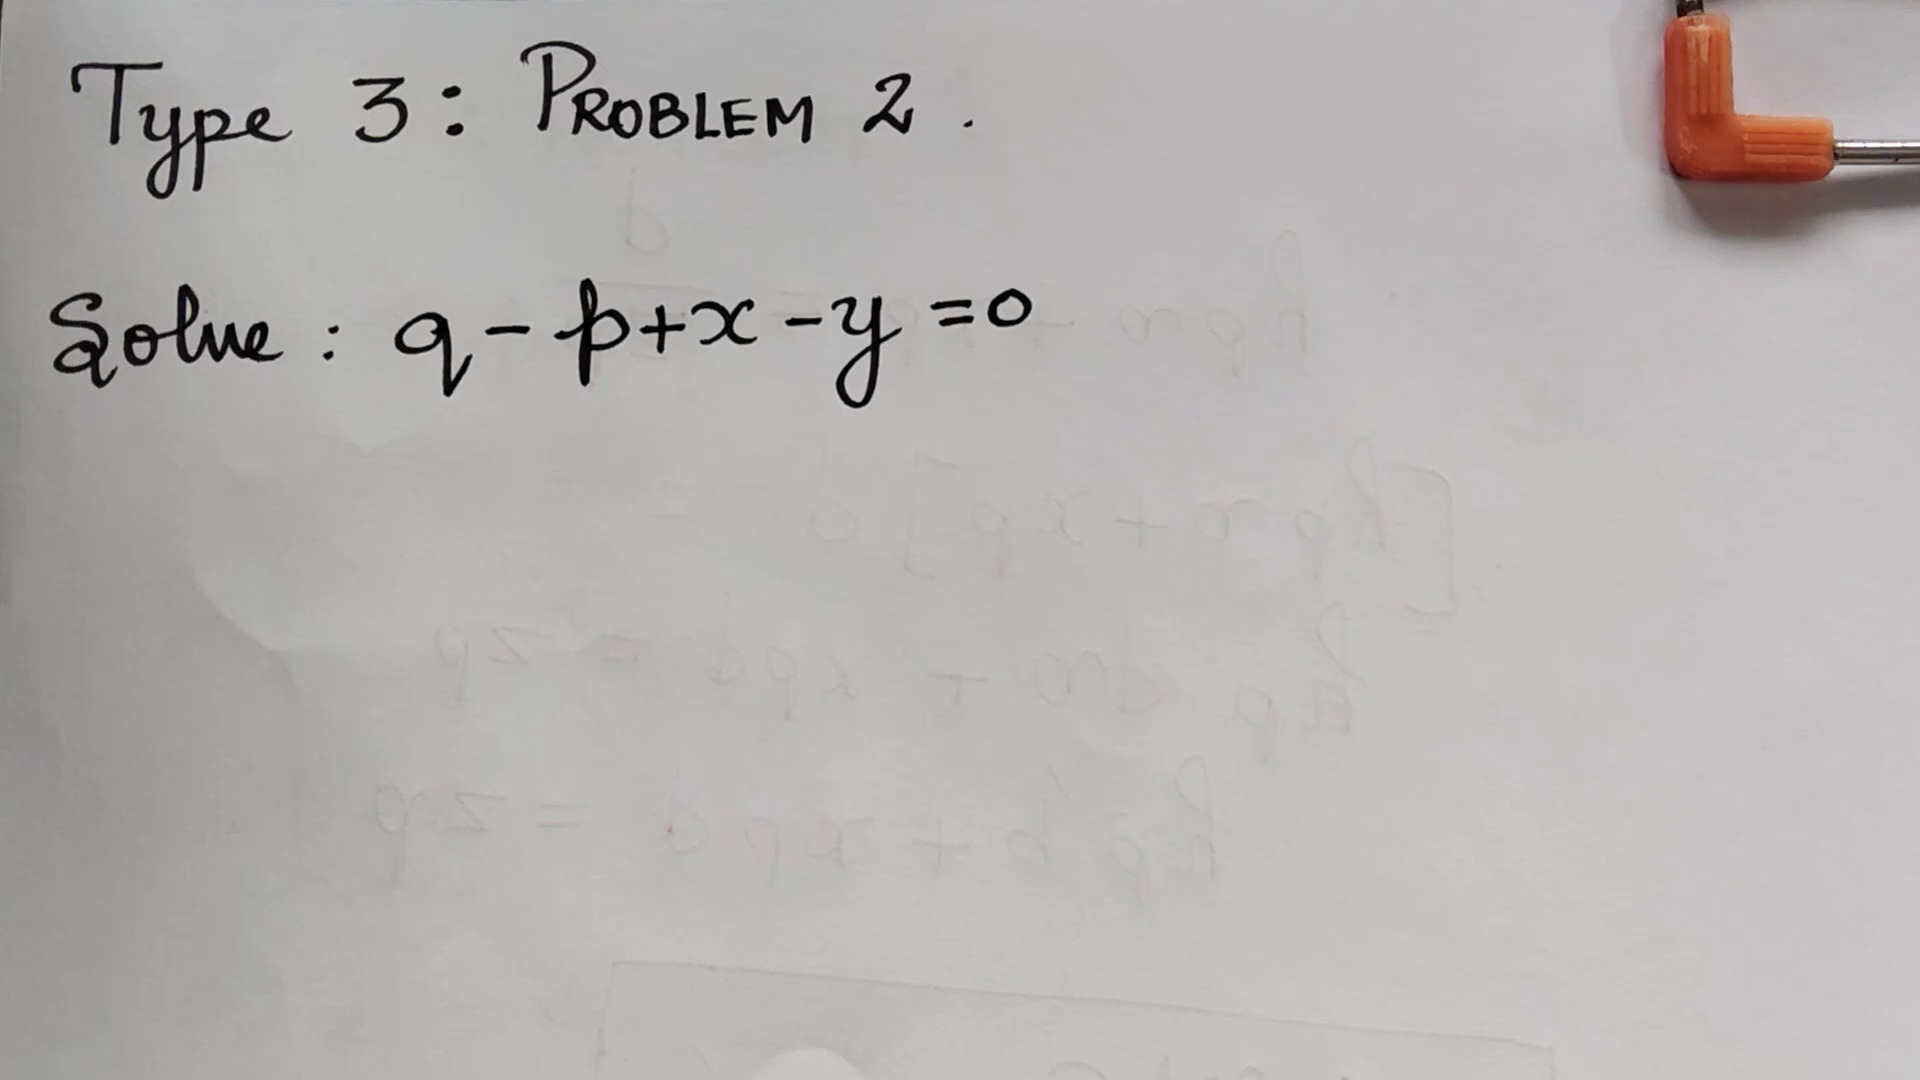 Type 3: PROBLEM 2.
Solve: q - p + x - y = 0